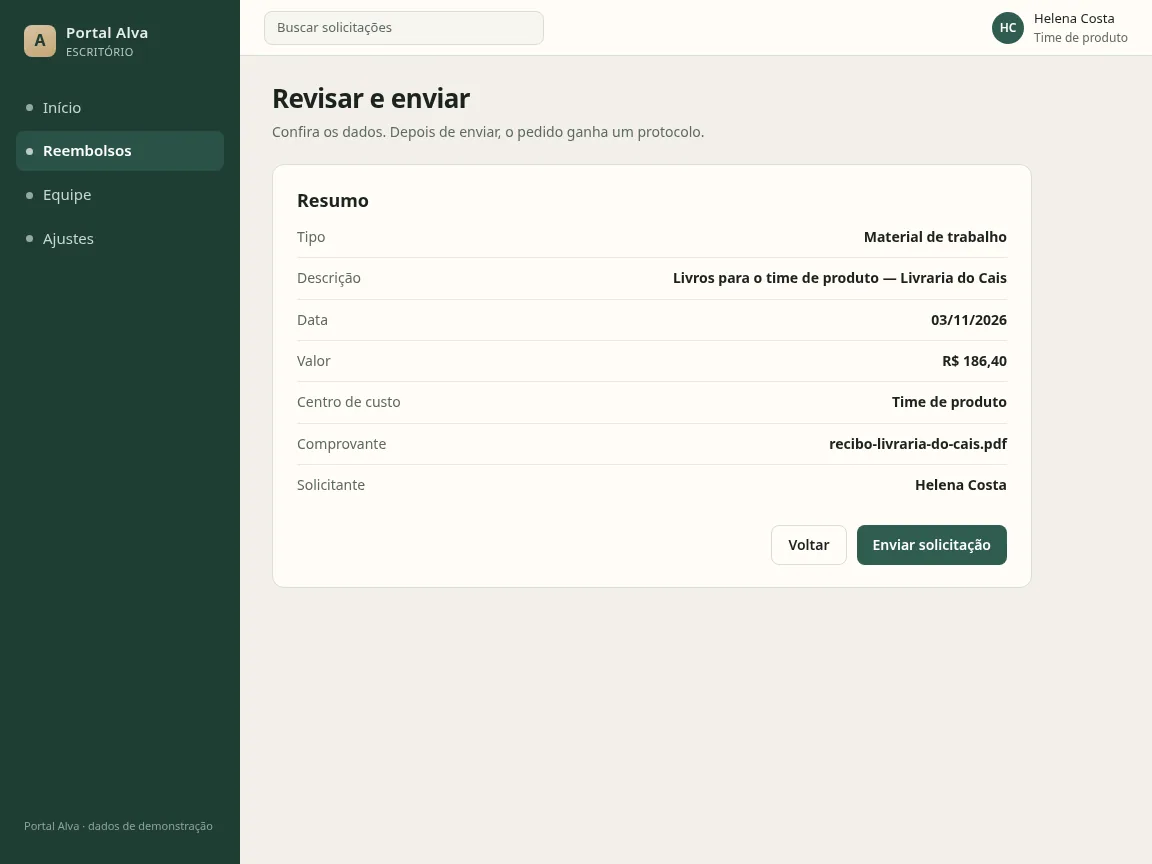 A
Portal Alva
ESCRITÓRIO
Início
Reembolsos
Equipe
Ajustes
Portal Alva · dados de demonstração
Buscar solicitações
HC
Helena Costa
Time de produto
Revisar e enviar
Confira os dados. Depois de enviar, o pedido ganha um protocolo.
Resumo
Tipo Material de trabalho
Descrição Livros para o time de produto — Livraria do Cais
Data 03/11/2026
Valor R$ 186,40
Centro de custo Time de produto
Comprovante recibo-livraria-do-cais.pdf
Solicitante Helena Costa
Voltar Enviar solicitação